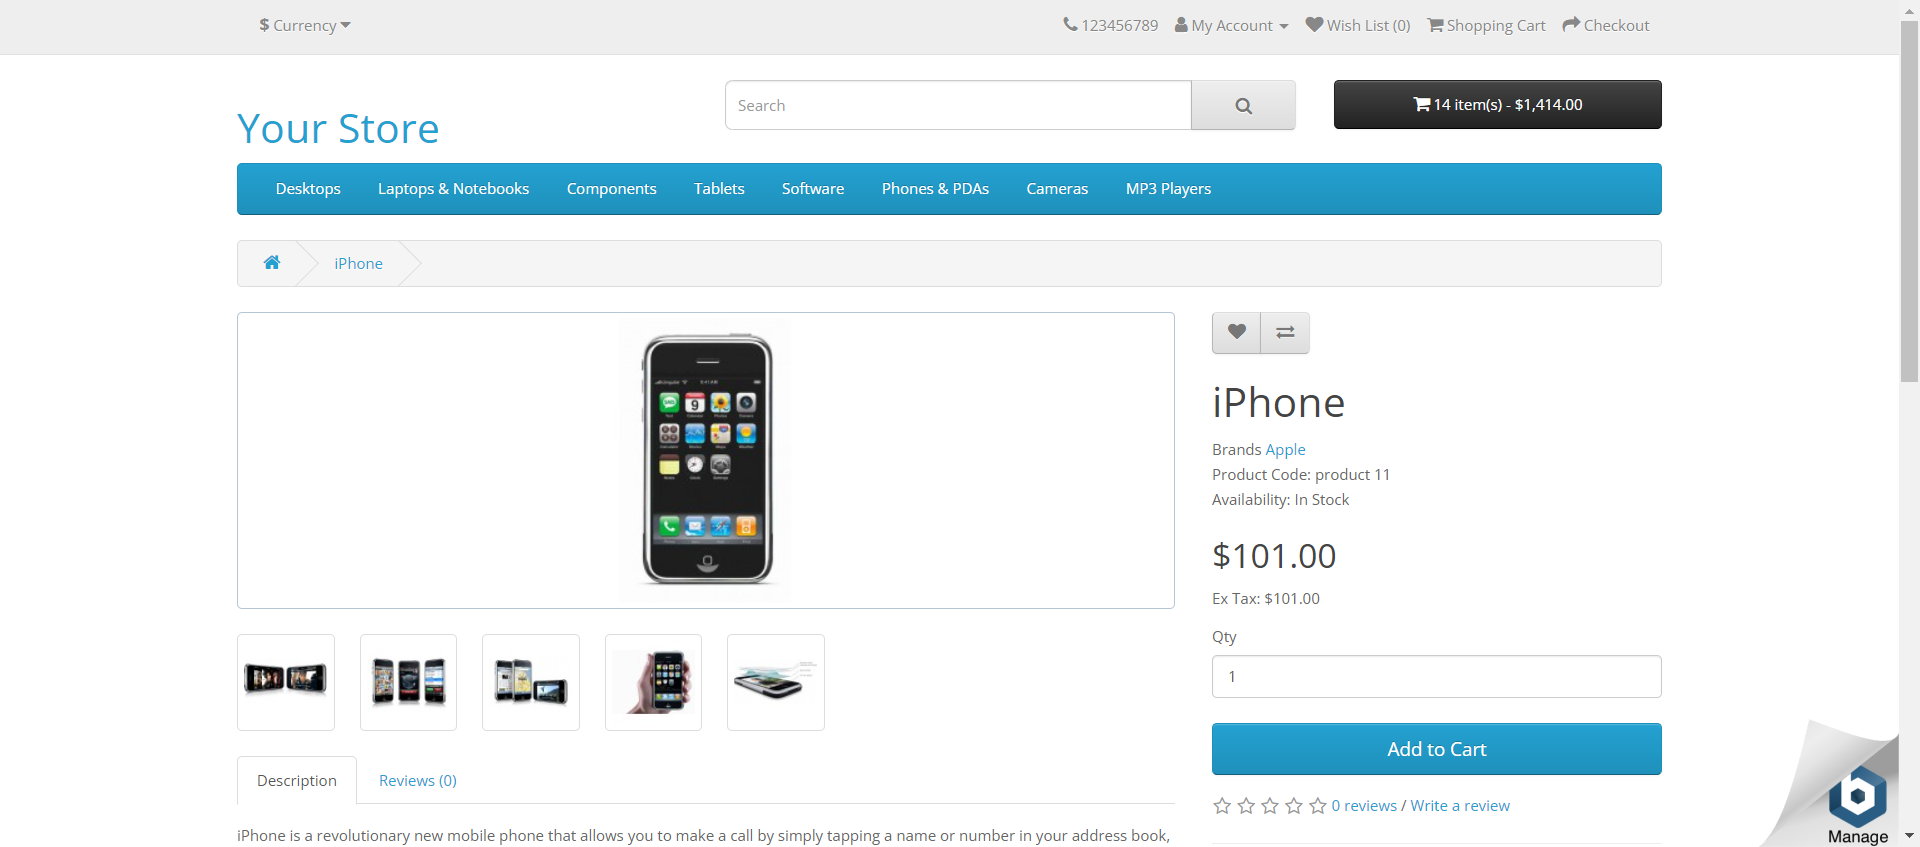 $ Currency
123456789 My Account Wish List (0) Shopping Cart Checkout
Search
14 item(s) - $1,414.00
Your Store
Desktops Laptops & Notebooks Components Tablets Software Phones & PDAs Cameras MP3 Players
iPhone
iPhone
Brands Apple
Product Code: product 11
Availability: In Stock
$101.00
Ex Tax: $101.00
Qty
1
Add to Cart
0 reviews / Write a review
Description Reviews (0)
iPhone is a revolutionary new mobile phone that allows you to make a call by simply tapping a name or number in your address book,
b
Manage